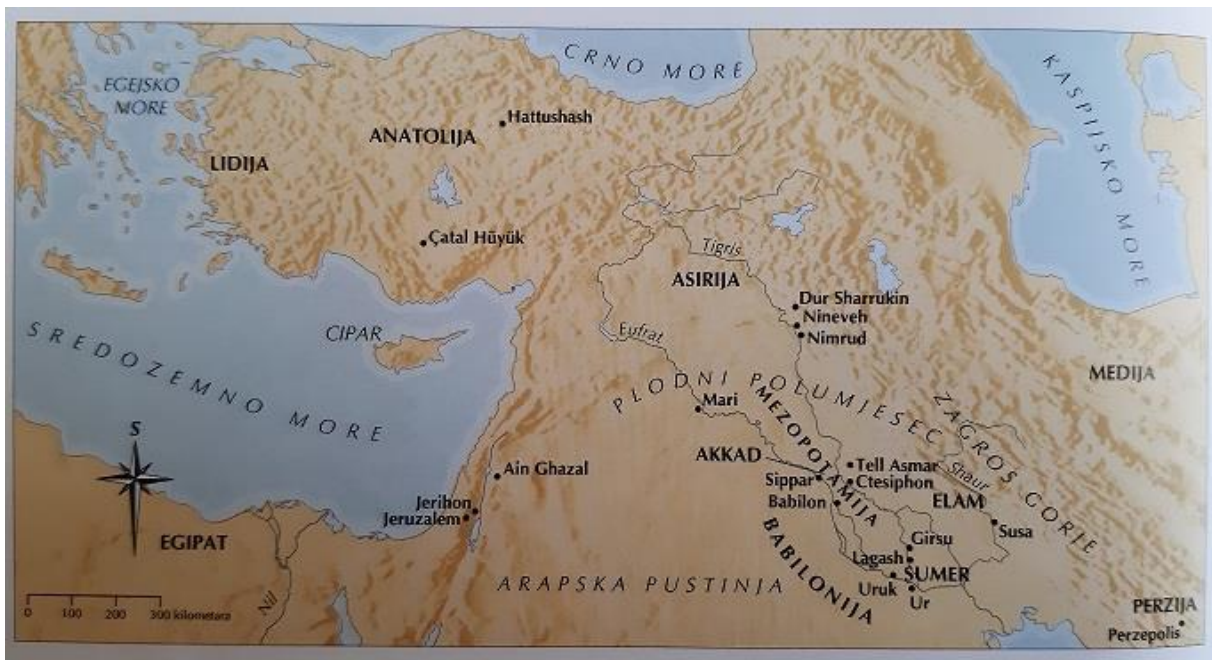 CRNO MORE
KASPIJSKO MORE
EGEJSKO
MORE
Hattushash
ANATOLIJA
LIDIJA
Çatal Hüyük
Tigris
ASIRIJA
Dur Sharrukin
Nineveh
Nimrud
Eufrat
CIPAR
SREDOZEMNO MORE
MEDIJA
PLODNI POLUMJESEC
Mari
MEZOPOTAMIJA
ZAGROS GORJE
S
AKKAD
Tell Asmar
Shaur
Ain Ghazal
Sippar
Ctesiphon
ELAM
Babilon
Jerihon
Jeruzalem
Susa
EGIPAT
Girsu
BABILONIJA
Lagash
SUMER
ARAPSKA PUSTINJA
Uruk
Ur
Nil
0 100 200 300 kilometara
PERZIJA
Perzepolis